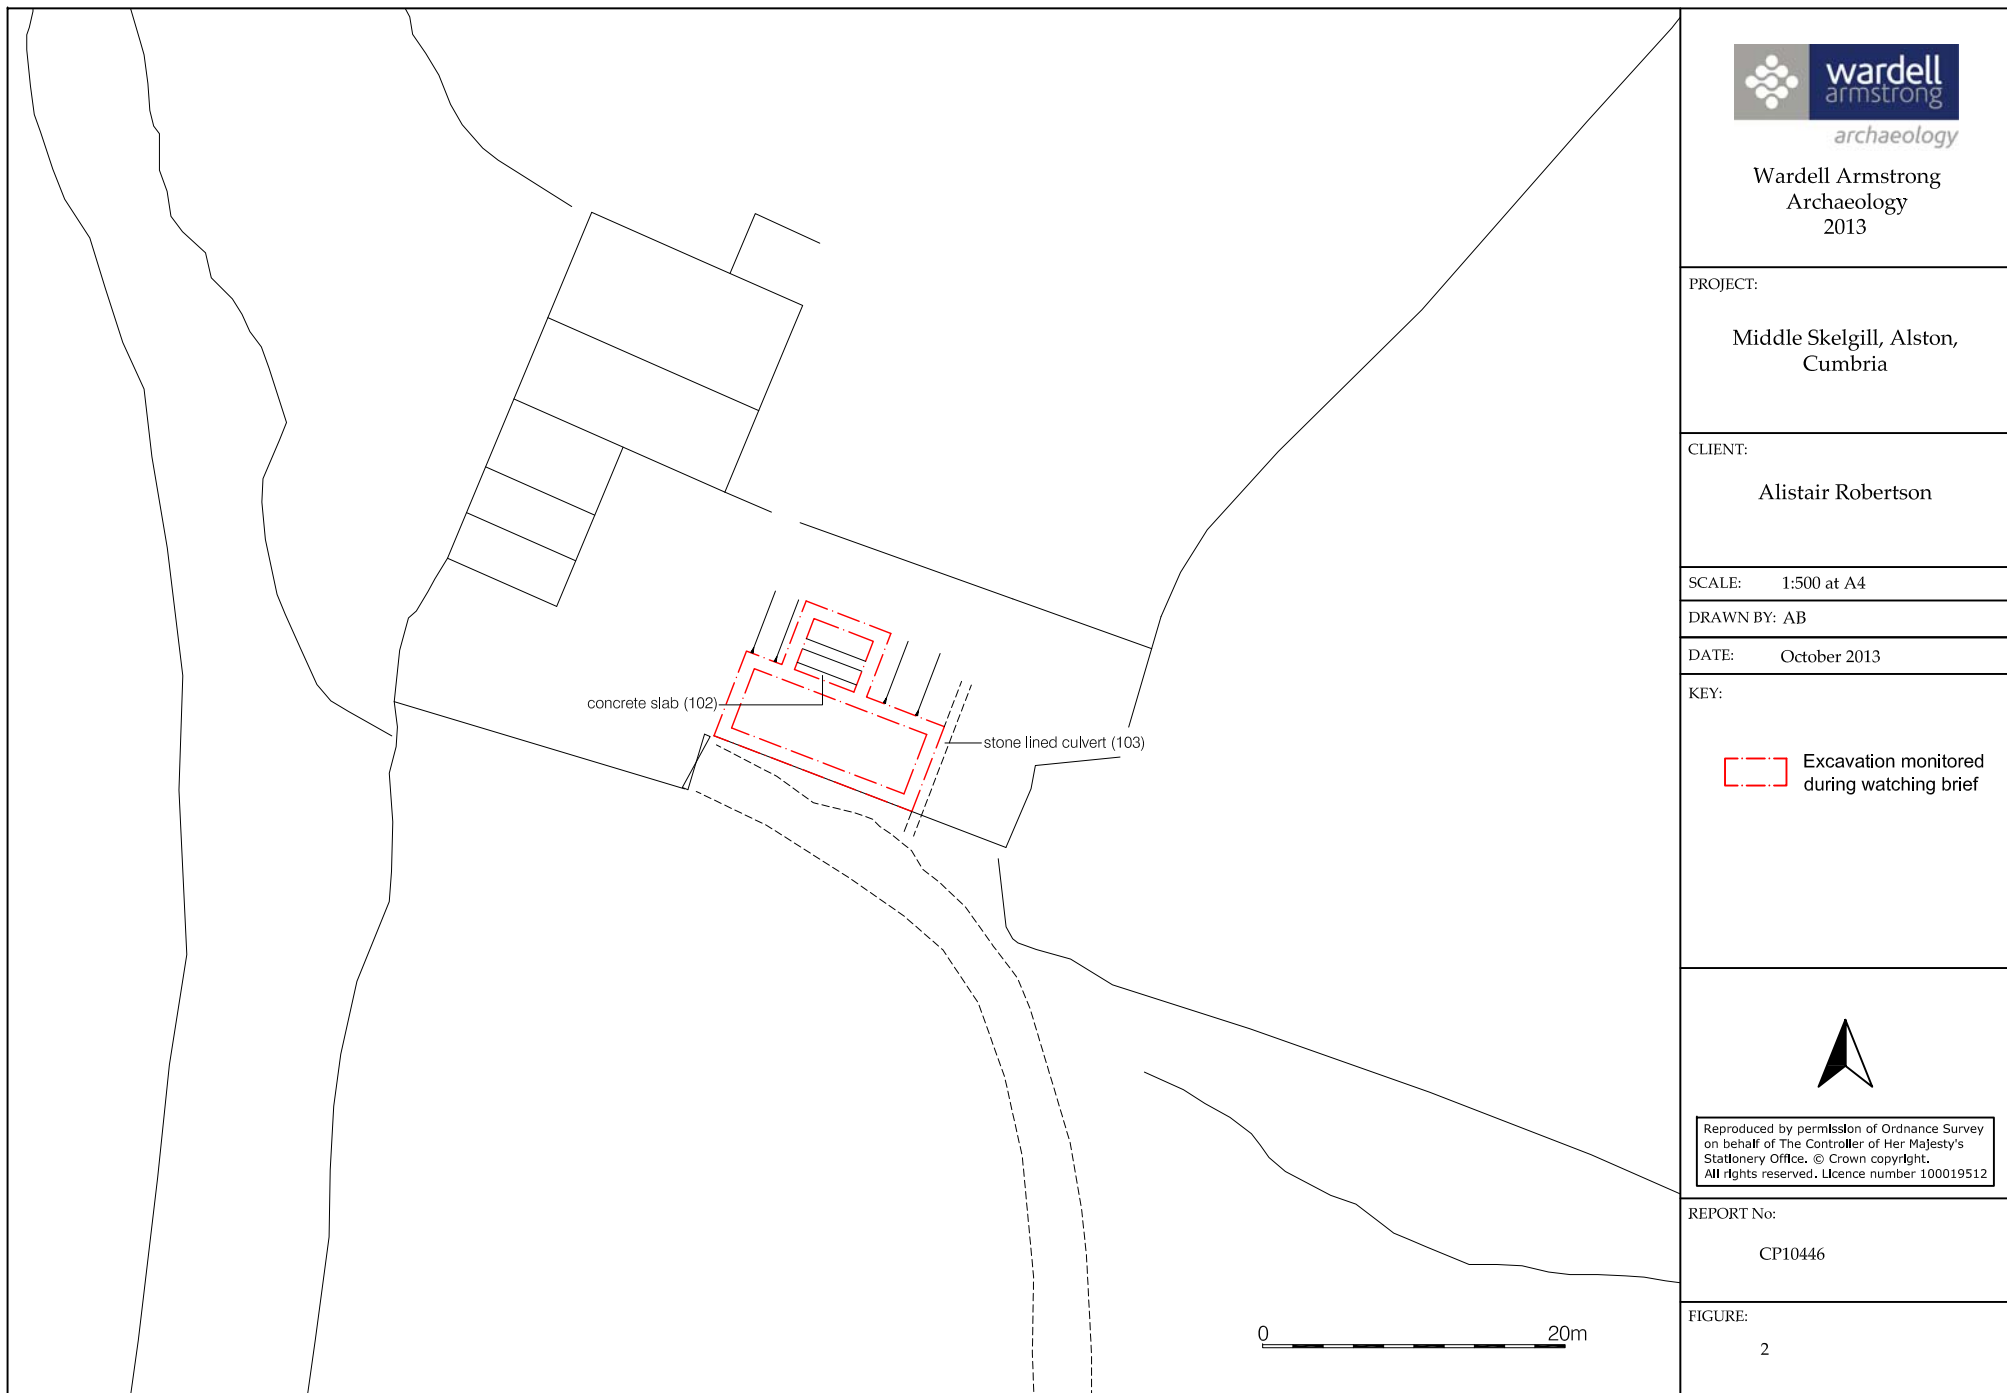 wardell
armstrong
archaeology
Wardell Armstrong
Archaeology
2013
PROJECT:
Middle Skelgill, Alston,
Cumbria
CLIENT:
Alistair Robertson
SCALE: 1:500 at A4
DRAWN BY: AB
DATE: October 2013
KEY:
Excavation monitored
during watching brief
Reproduced by permission of Ordnance Survey
on behalf of The Controller of Her Majesty's
Stationery Office. © Crown copyright.
All rights reserved. Licence number 100019512
REPORT No:
CP10446
FIGURE:
2
concrete slab (102)
stone lined culvert (103)
0 20m